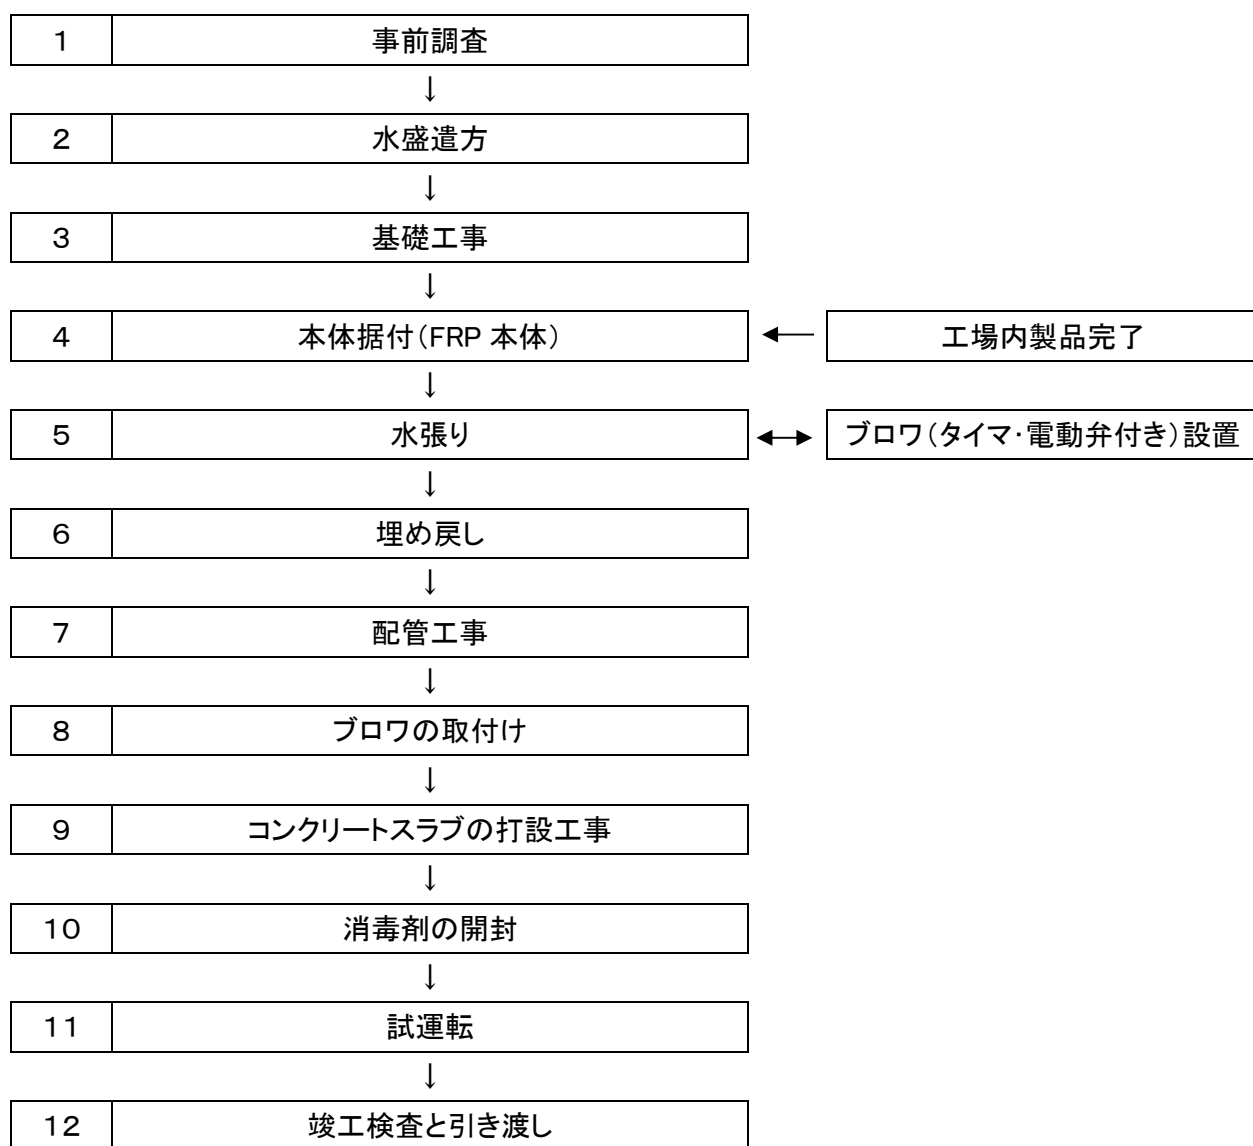 1 事前調査
↓
2 水盛遣方
↓
3 基礎工事
↓
4 本体据付(FRP 本体) ← 工場内製品完了
↓
5 水張り ↔ ブロワ(タイマ・電動弁付き)設置
↓
6 埋め戻し
↓
7 配管工事
↓
8 ブロワの取付け
↓
9 コンクリートスラブの打設工事
↓
10 消毒剤の開封
↓
11 試運転
↓
12 竣工検査と引き渡し